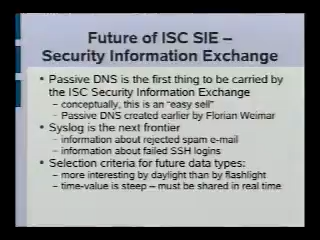 Future of ISC SIE –
Security Information Exchange
• Passive DNS is the first thing to be carried by
the ISC Security Information Exchange
– conceptually, this is an "easy sell"
– Passive DNS created earlier by Florian Weimar
• Syslog is the next frontier
– information about rejected spam e-mail
– information about failed SSH logins
• Selection criteria for future data types:
– more interesting by daylight than by flashlight
– time-value is steep – must be shared in real time